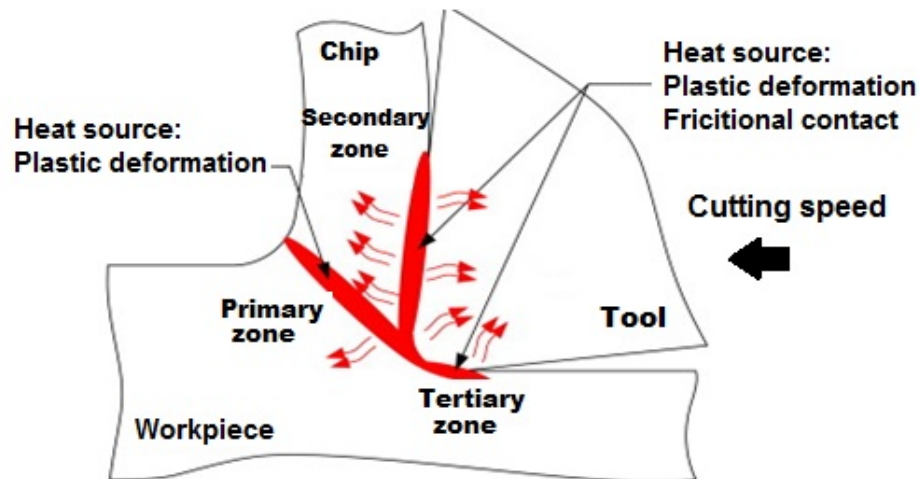 Chip
Secondary
zone
Heat source:
Plastic deformation
Heat source:
Plastic deformation
Fricitional contact
Cutting speed
Primary
zone
Tool
Tertiary
zone
Workpiece